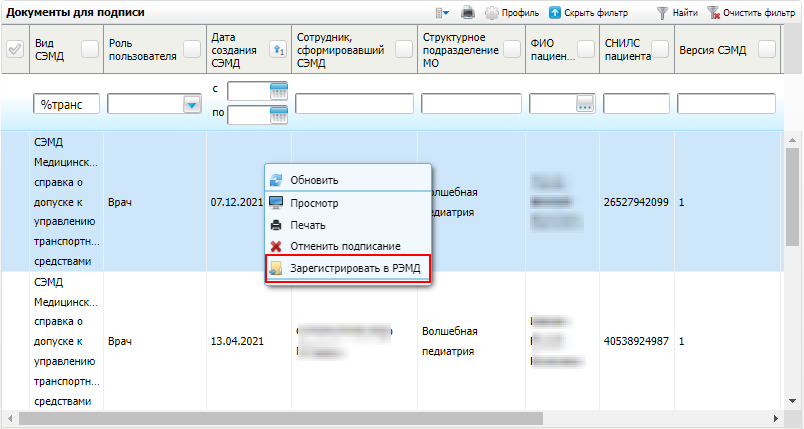 Документы для подписи
Профиль
Скрыть фильтр
Найти
Очистить фильтр
Вид
СЭМД
Роль
пользователя
Дата
создания
СЭМД
1
Сотрудник,
сформировавший
СЭМД
Структурное
подразделение
МО
ФИО
пациен...
СНИЛС
пациента
Версия СЭМД
%транс
с
по
...
СЭМД
Медицинск...
справка о
допуске к
управлению
транспортн...
средствами
Врач
07.12.2021
педиатрия
26527942099
1
Обновить
Просмотр
Печать
Отменить подписание
Зарегистрировать в РЭМД
СЭМД
Медицинск...
справка о
допуске к
управлению
транспортн...
средствами
Врач
13.04.2021
Волшебная
педиатрия
40538924987
1